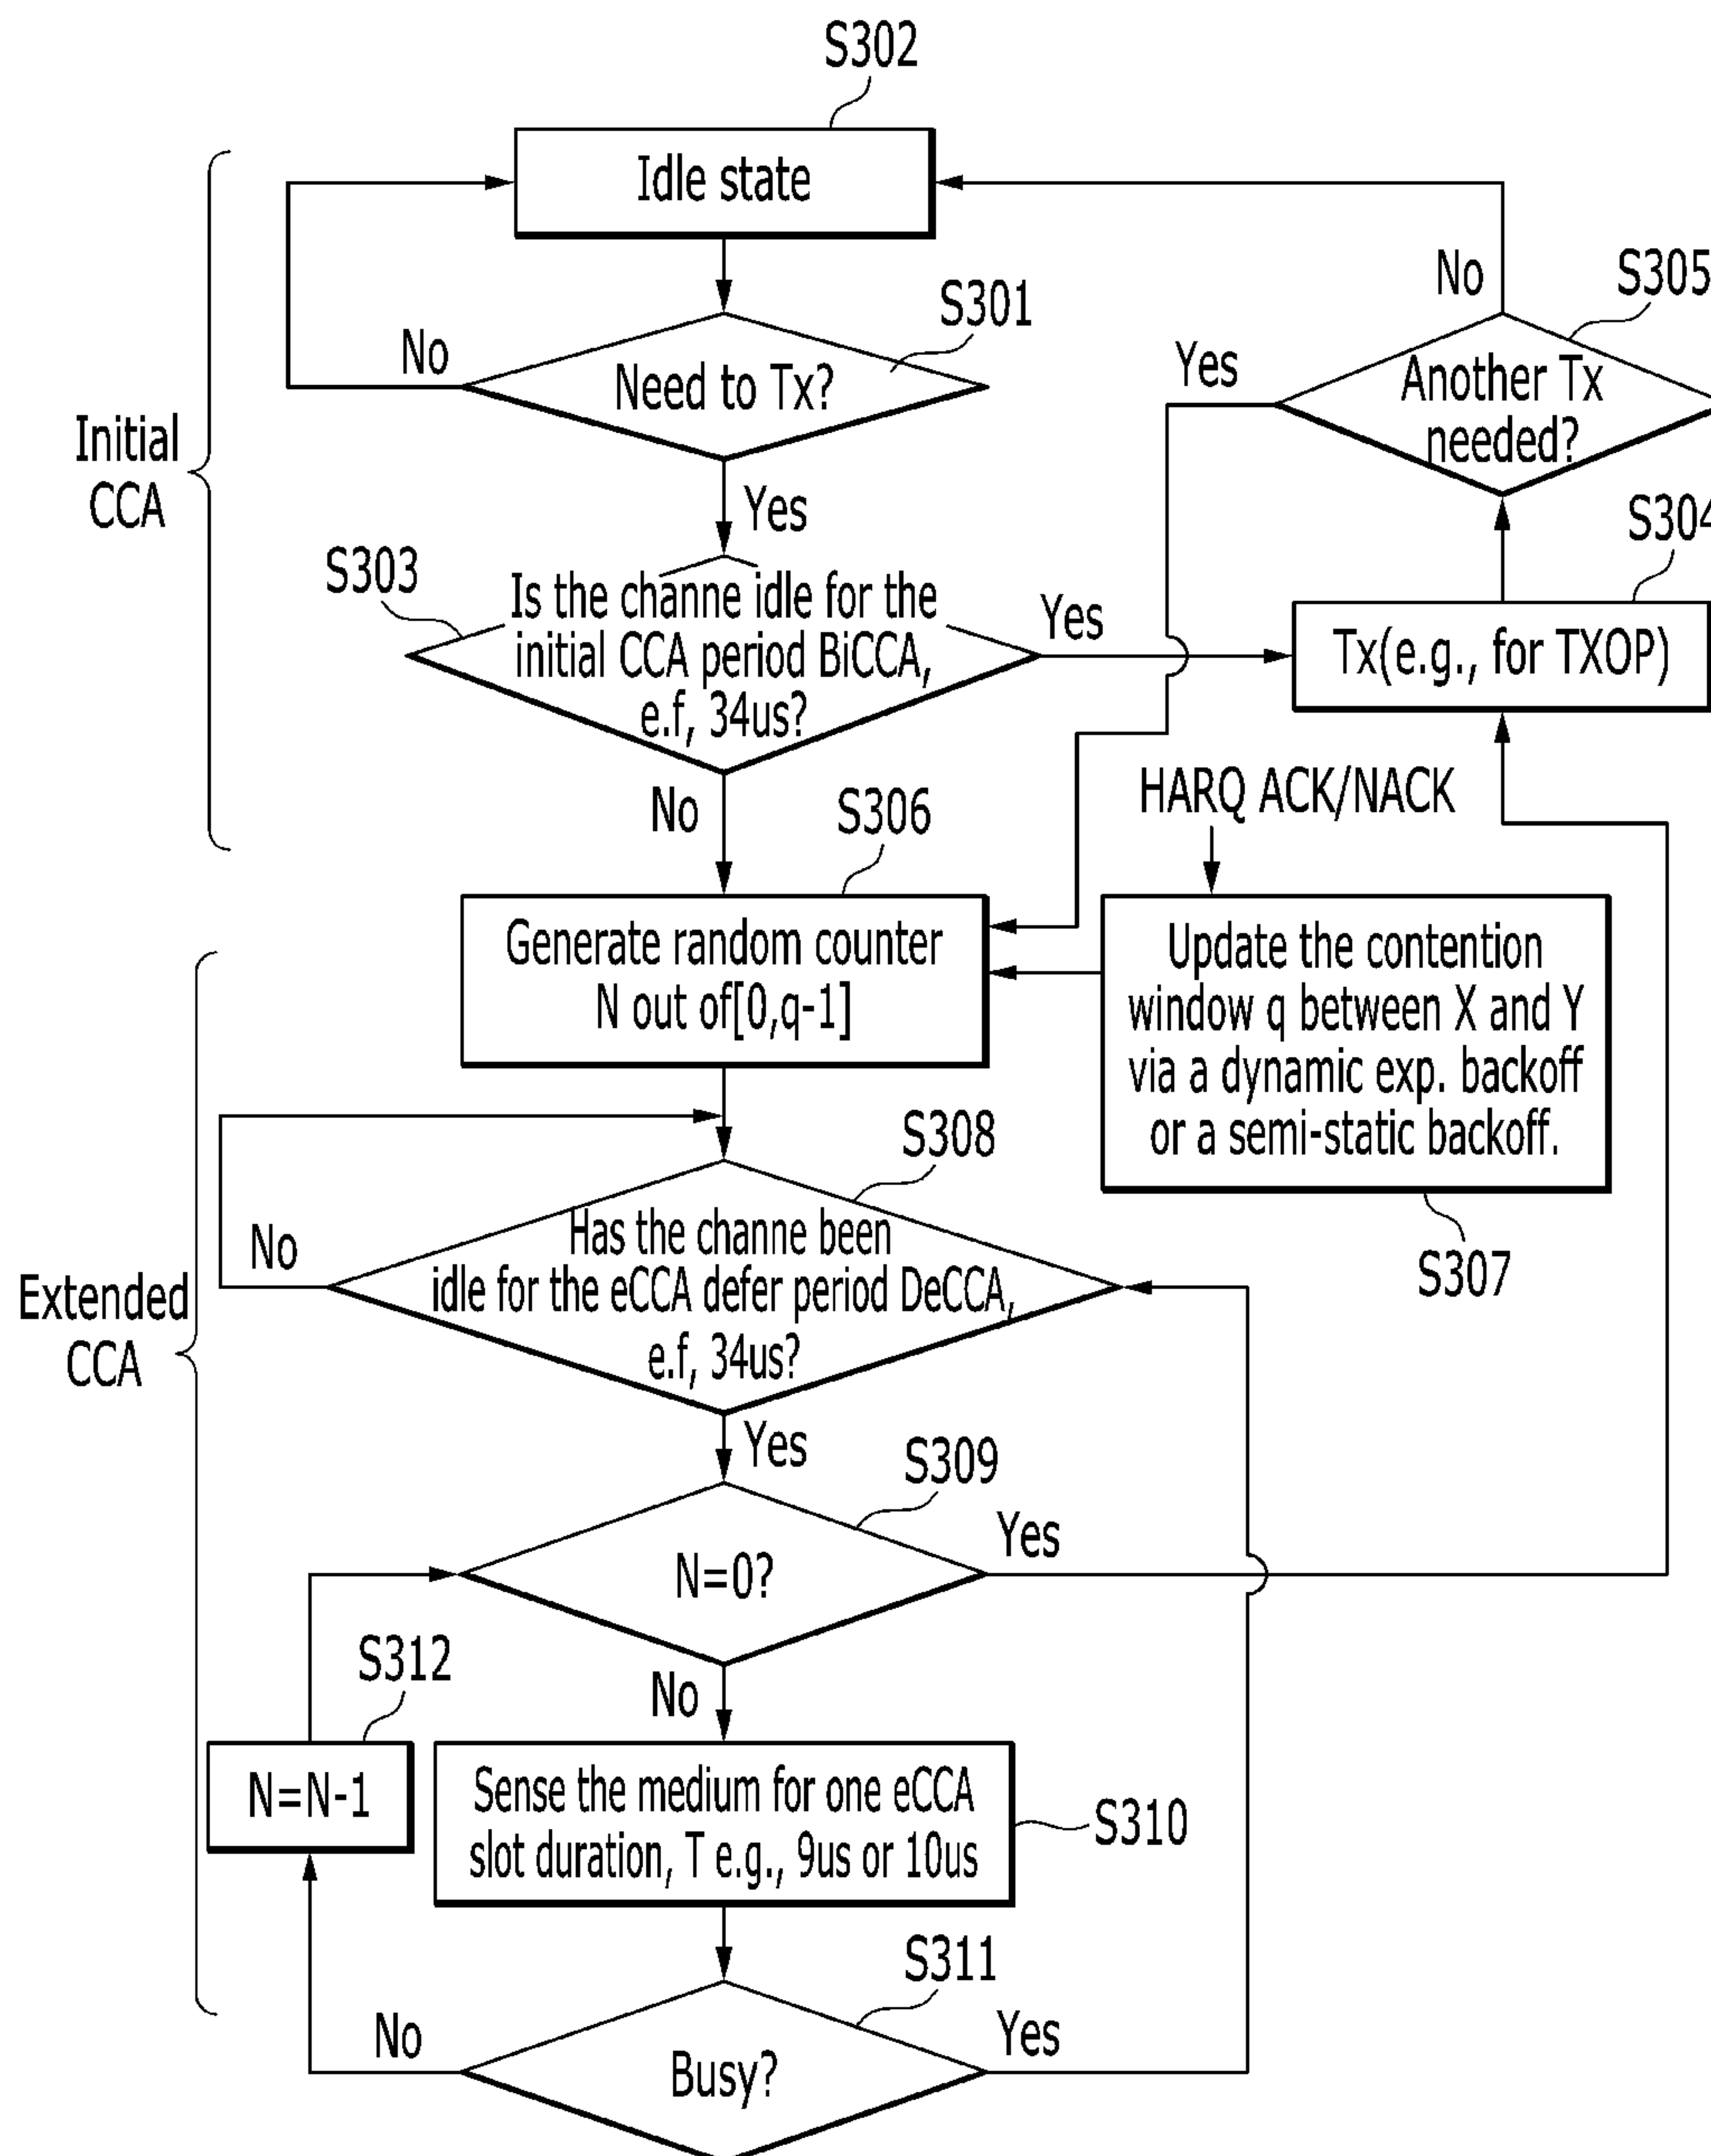 S302
Idle state
No
S301
Need to Tx?
No
S305
Yes
Another Tx
needed?
Initial
CCA
Yes
S303
Is the channe idle for the
initial CCA period BiCCA,
e.f, 34us?
Yes
S304
Tx(e.g., for TXOP)
No
S306
HARQ ACK/NACK
Generate random counter
N out of[0,q-1]
Update the contention
window q between X and Y
via a dynamic exp. backoff
or a semi-static backoff.
S307
S308
No
Has the channe been
idle for the eCCA defer period DeCCA,
e.f, 34us?
Extended
CCA
Yes
S309
N=0?
Yes
S312
No
N=N-1
Sense the medium for one eCCA
slot duration, T e.g., 9us or 10us
S310
S311
No
Busy?
Yes